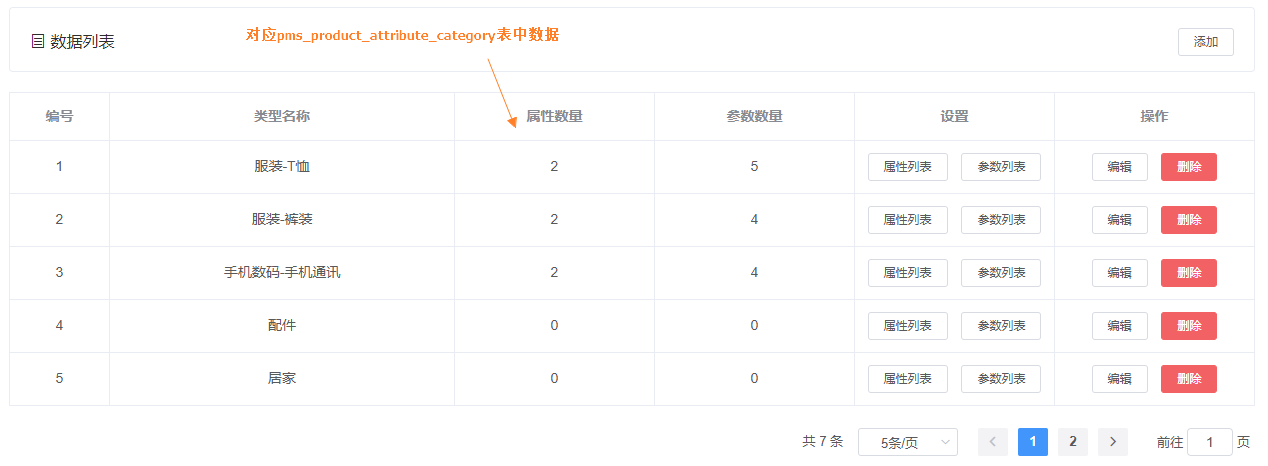 数据列表
对应pms_product_attribute_category表中数据
添加
编号 类型名称 属性数量 参数数量 设置 操作
1 服装-T恤 2 5 属性列表 参数列表 编辑 删除
2 服装-裤装 2 4 属性列表 参数列表 编辑 删除
3 手机数码-手机通讯 2 4 属性列表 参数列表 编辑 删除
4 配件 0 0 属性列表 参数列表 编辑 删除
5 居家 0 0 属性列表 参数列表 编辑 删除
共 7 条 5条/页 1 2 前往 1 页